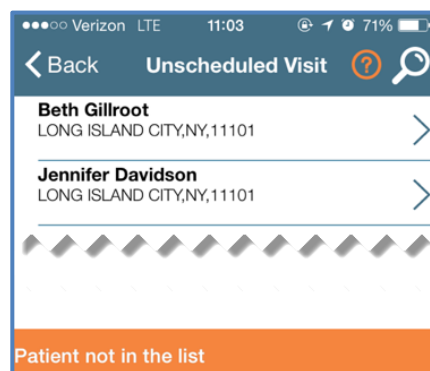 Verizon LTE 11:03 71%
Back Unscheduled Visit ?
Beth Gillroot
LONG ISLAND CITY,NY,11101
Jennifer Davidson
LONG ISLAND CITY,NY,11101
Patient not in the list